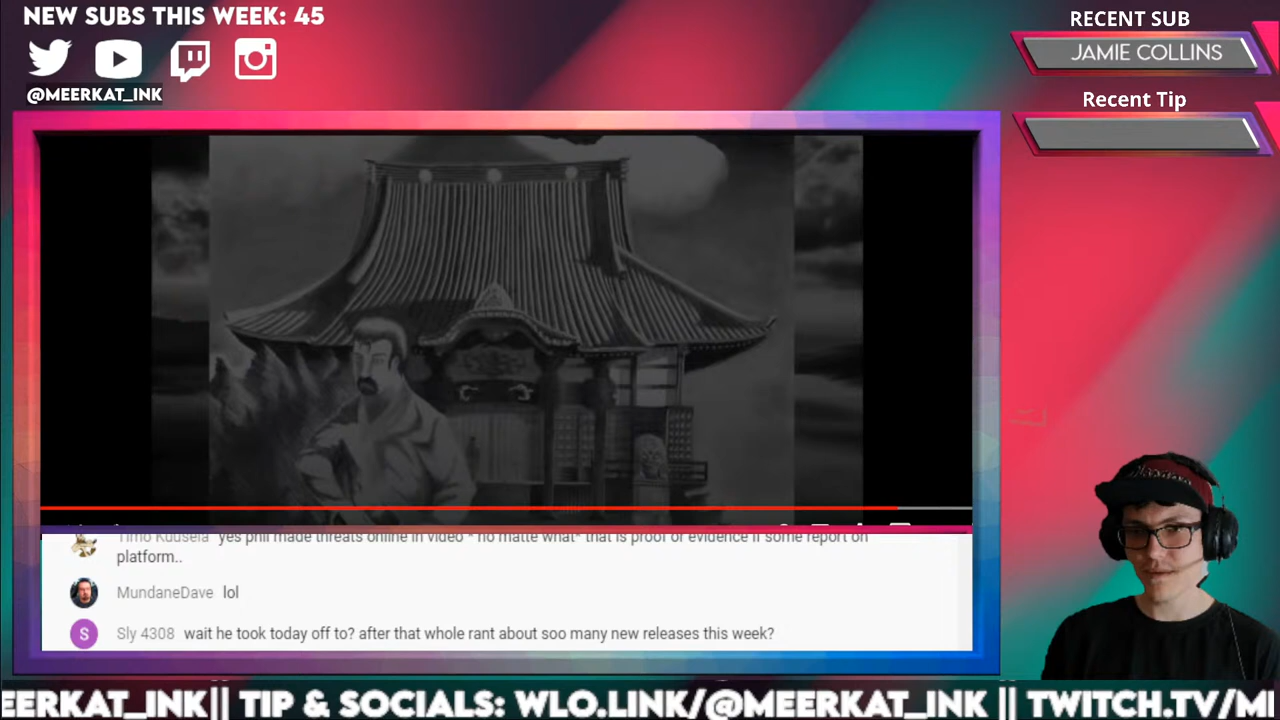 NEW SUBS THIS WEEK: 45
@MEERKAT_INK
RECENT SUB
JAMIE COLLINS
Recent Tip
Timo Kuusela yes phil made threats online in video * no matte what* that is proof or evidence if some report on
platform..
MundaneDave lol
S
Sly 4308 wait he took today off to? after that whole rant about soo many new releases this week?
EERKAT_INK|| TIP & SOCIALS: WLO.LINK/@MEERKAT_INK || TWITCH.TV/M